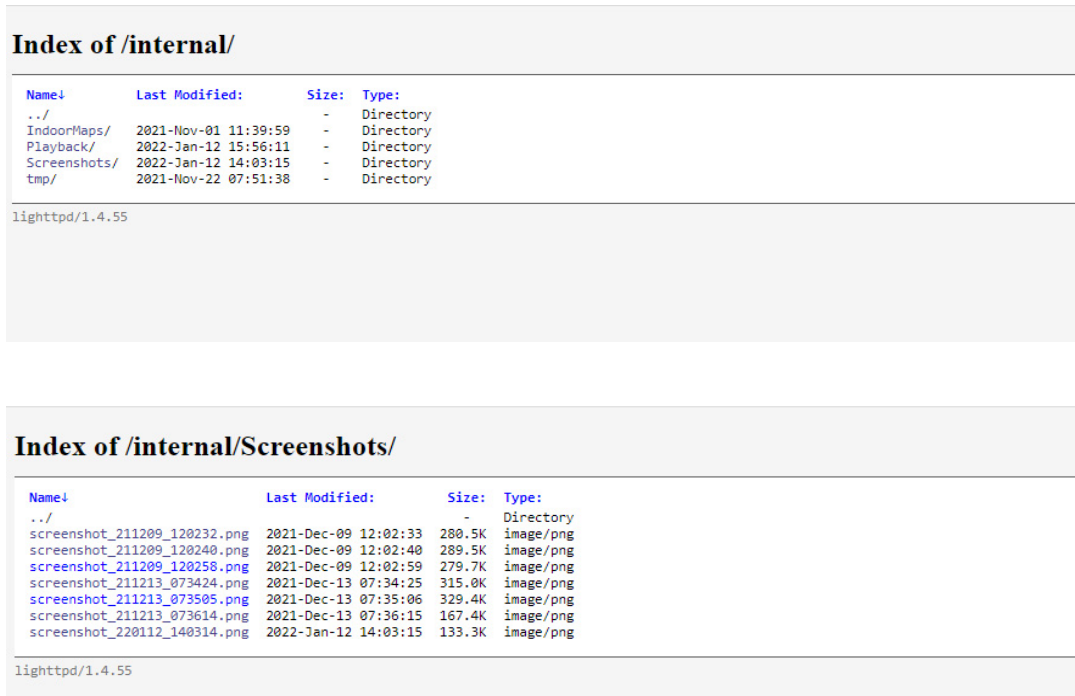 Index of /internal/
Name↓ Last Modified: Size: Type:
../ - Directory
IndoorMaps/ 2021-Nov-01 11:39:59 - Directory
Playback/ 2022-Jan-12 15:56:11 - Directory
Screenshots/ 2022-Jan-12 14:03:15 - Directory
tmp/ 2021-Nov-22 07:51:38 - Directory
lighttpd/1.4.55
Index of /internal/Screenshots/
Name↓ Last Modified: Size: Type:
../ - Directory
screenshot_211209_120232.png 2021-Dec-09 12:02:33 280.5K image/png
screenshot_211209_120240.png 2021-Dec-09 12:02:40 289.5K image/png
screenshot_211209_120258.png 2021-Dec-09 12:02:59 279.7K image/png
screenshot_211213_073424.png 2021-Dec-13 07:34:25 315.0K image/png
screenshot_211213_073505.png 2021-Dec-13 07:35:06 329.4K image/png
screenshot_211213_073614.png 2021-Dec-13 07:36:15 167.4K image/png
screenshot_220112_140314.png 2022-Jan-12 14:03:15 133.3K image/png
lighttpd/1.4.55